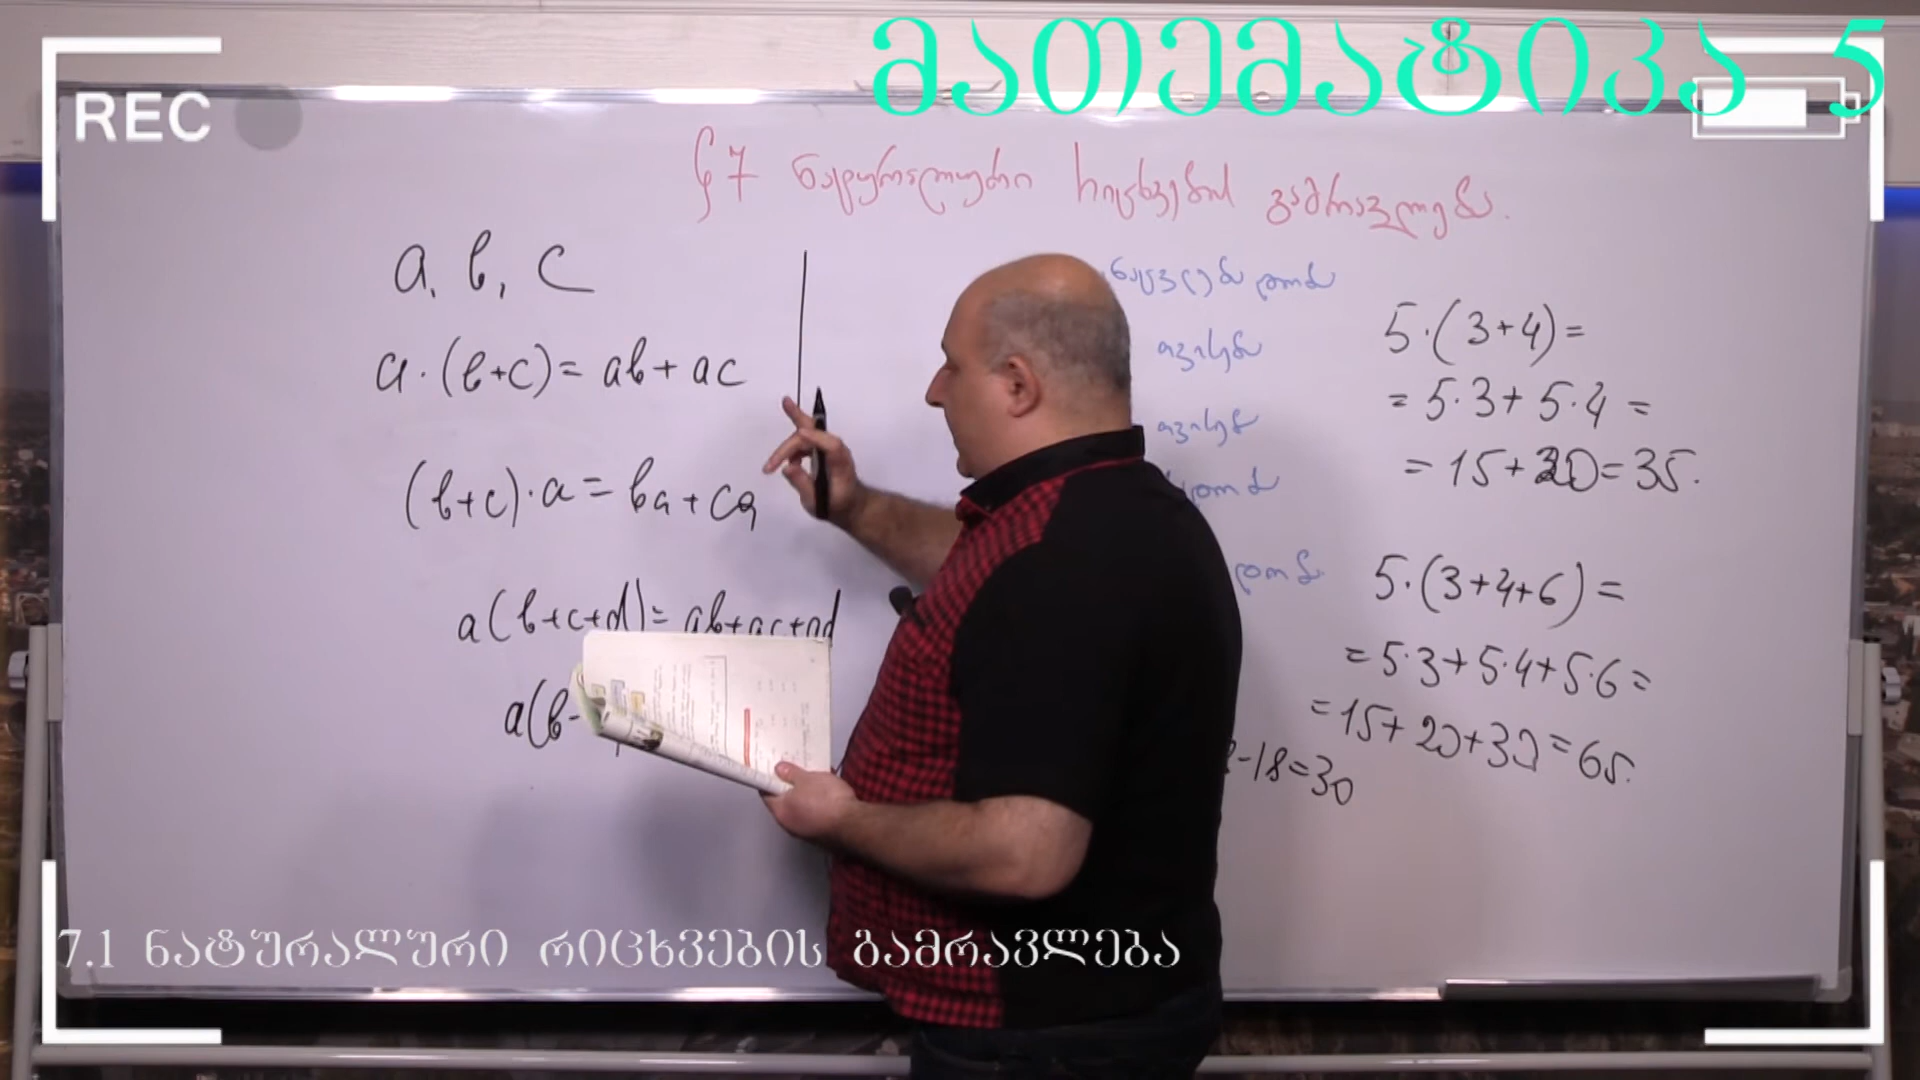 მათემატიკა 5
REC
§7 ნატურალური რიცხვების გამრავლება.
a, b, c
a·(b+c)= ab+ac
(b+c)·a = ba+ca
a(b+c+d)= ab+ac+ad
a(b-
თვისება
თვისება
5·(3+4)=
= 5·3+5·4 =
= 15+20=35.
5·(3+4+6)=
=5·3+5·4+5·6=
=15+20+30=65.
-18=30
7.1 ნატურალური რიცხვების გამრავლება